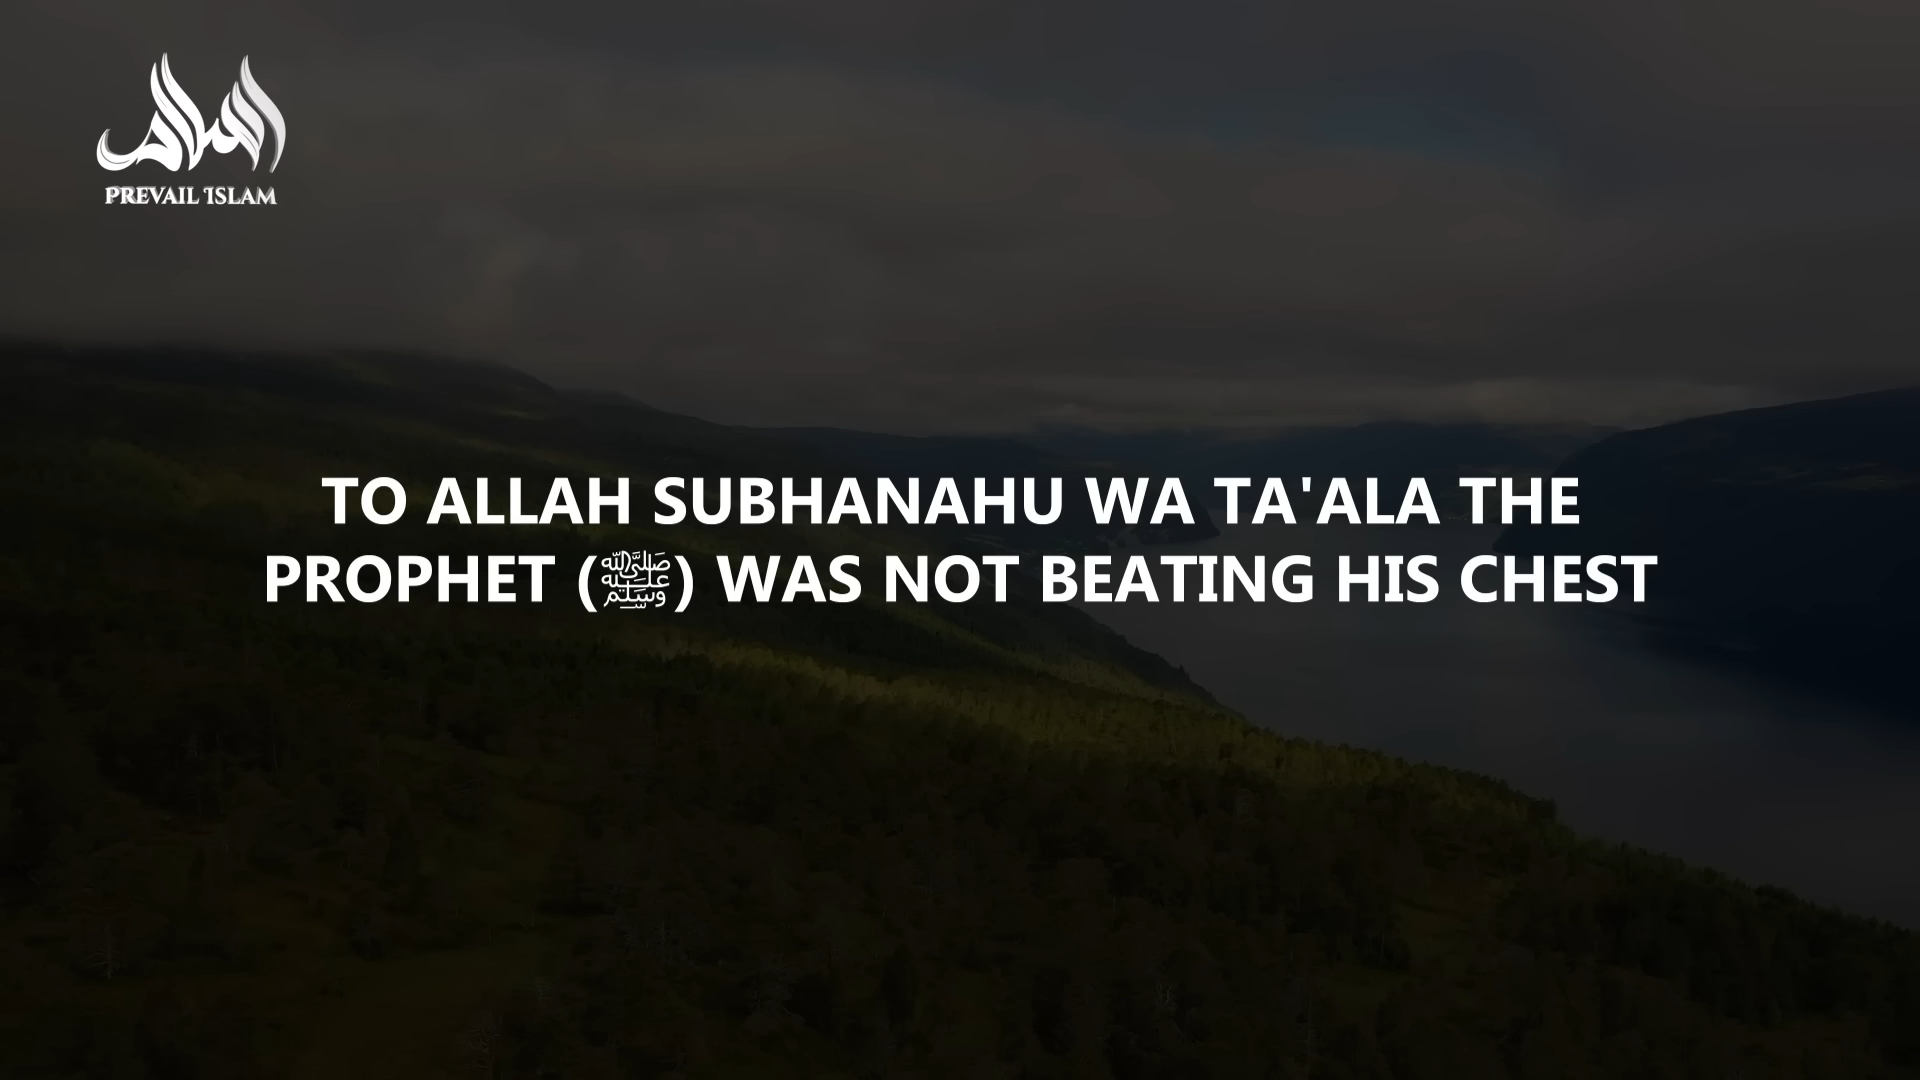 PREVAIL ISLAM
TO ALLAH SUBHANAHU WA TA'ALA THE
PROPHET (ﷺ) WAS NOT BEATING HIS CHEST